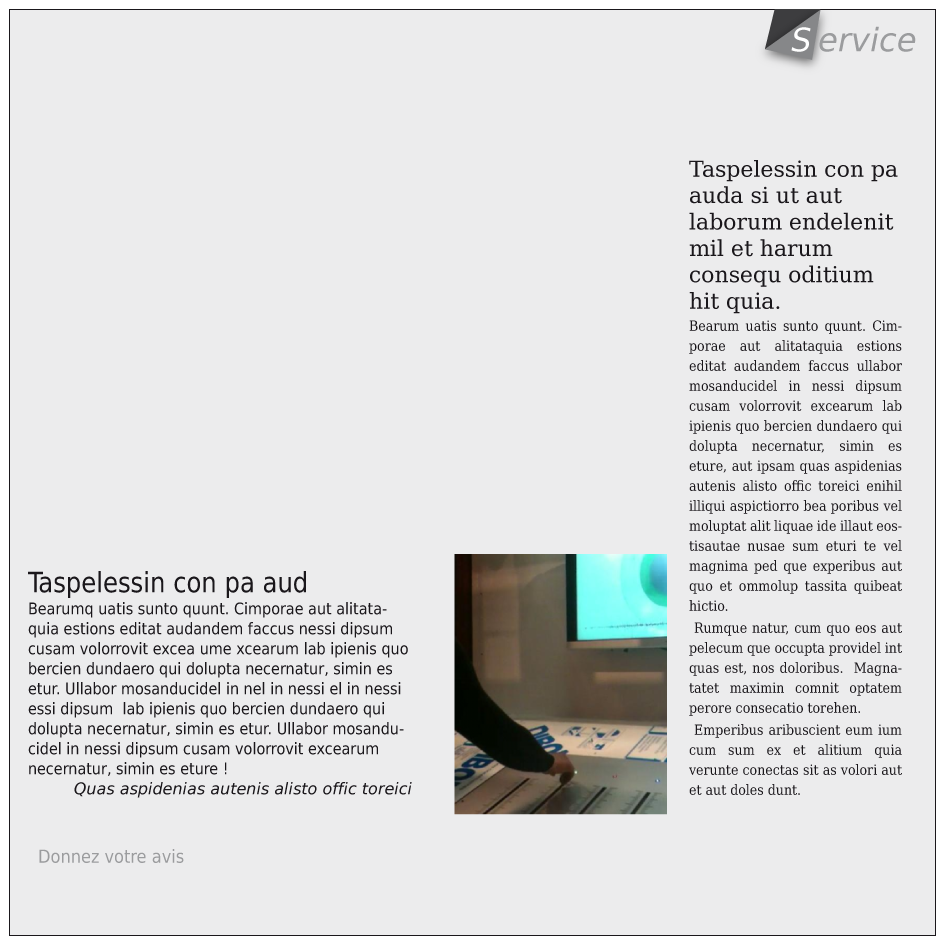 Service
Taspelessin con pa
auda si ut aut
laborum endelenit
mil et harum
consequ oditium
hit quia.
Bearum uatis sunto quunt. Cim-
porae aut alitataquia estions
editat audandem faccus ullabor
mosanducidel in nessi dipsum
cusam volorrovit excearum lab
ipienis quo bercien dundaero qui
dolupta necernatur, simin es
eture, aut ipsam quas aspidenias
autenis alisto offic toreici enihil
illiqui aspictiorro bea poribus vel
moluptat alit liquae ide illaut eos-
tisautae nusae sum eturi te vel
magnima ped que experibus aut
quo et ommolup tassita quibeat
hictio.
Rumque natur, cum quo eos aut
pelecum que occupta providel int
quas est, nos doloribus. Magna-
tatet maximin comnit optatem
perore consecatio torehen.
Emperibus aribuscient eum ium
cum sum ex et alitium quia
verunte conectas sit as volori aut
et aut doles dunt.
Taspelessin con pa aud
Bearumq uatis sunto quunt. Cimporae aut alitata-
quia estions editat audandem faccus nessi dipsum
cusam volorrovit excea ume xcearum lab ipienis quo
bercien dundaero qui dolupta necernatur, simin es
etur. Ullabor mosanducidel in nel in nessi el in nessi
essi dipsum  lab ipienis quo bercien dundaero qui
dolupta necernatur, simin es etur. Ullabor mosandu-
cidel in nessi dipsum cusam volorrovit excearum
necernatur, simin es eture !
Quas aspidenias autenis alisto offic toreici
Donnez votre avis